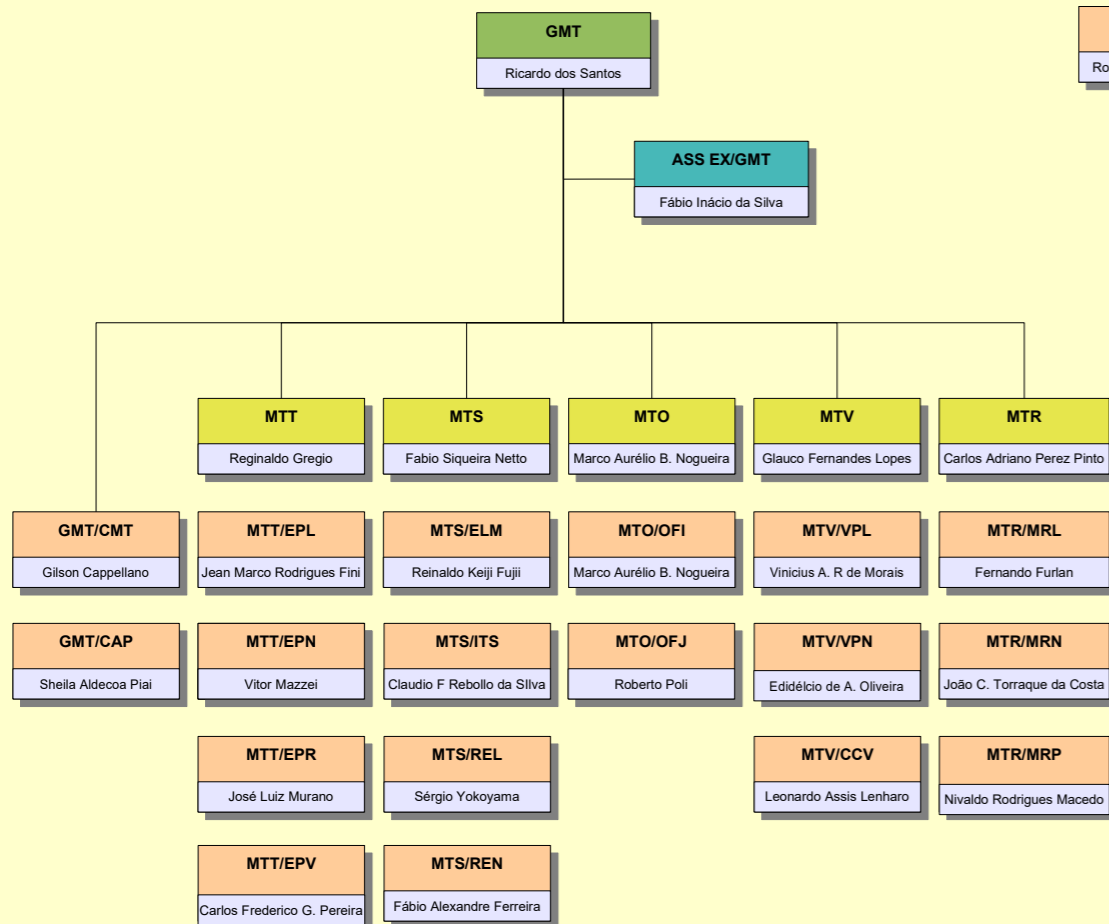 GMT
Ricardo dos Santos
Ro
ASS EX/GMT
Fábio Inácio da Silva
MTT
Reginaldo Gregio
MTS
Fabio Siqueira Netto
MTO
Marco Aurélio B. Nogueira
MTV
Glauco Fernandes Lopes
MTR
Carlos Adriano Perez Pinto
GMT/CMT
Gilson Cappellano
MTT/EPL
Jean Marco Rodrigues Fini
MTS/ELM
Reinaldo Keiji Fujii
MTO/OFI
Marco Aurélio B. Nogueira
MTV/VPL
Vinicius A. R de Morais
MTR/MRL
Fernando Furlan
GMT/CAP
Sheila Aldecoa Piai
MTT/EPN
Vitor Mazzei
MTS/ITS
Claudio F Rebollo da SIlva
MTO/OFJ
Roberto Poli
MTV/VPN
Edidélcio de A. Oliveira
MTR/MRN
João C. Torraque da Costa
MTT/EPR
José Luiz Murano
MTS/REL
Sérgio Yokoyama
MTV/CCV
Leonardo Assis Lenharo
MTR/MRP
Nivaldo Rodrigues Macedo
MTT/EPV
Carlos Frederico G. Pereira
MTS/REN
Fábio Alexandre Ferreira